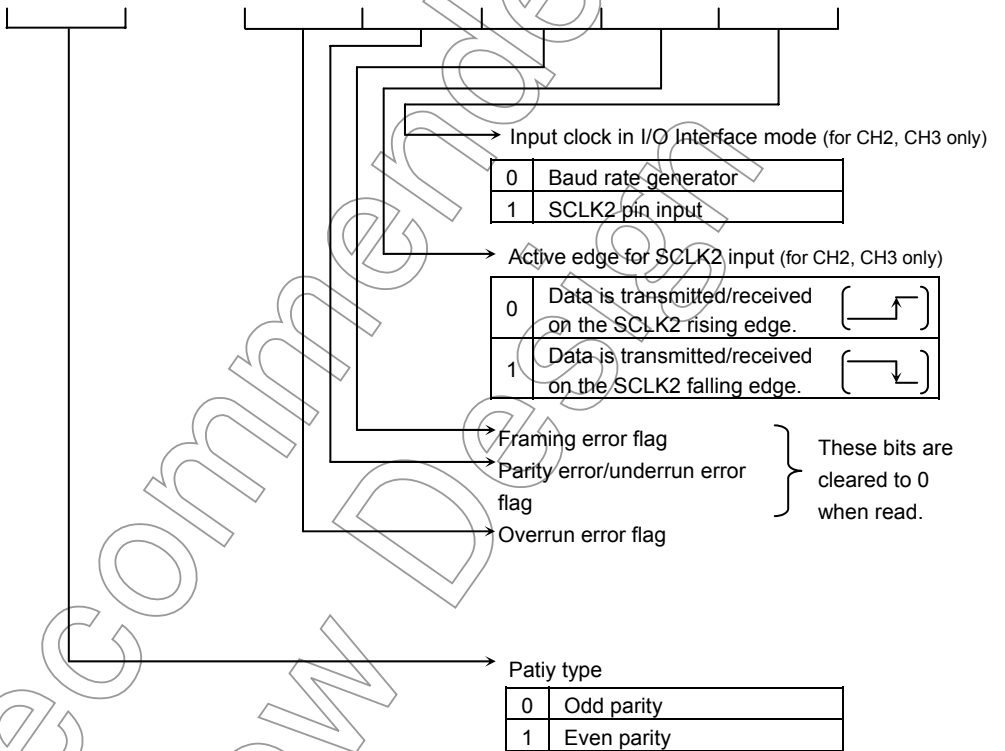 Input clock in I/O Interface mode (for CH2, CH3 only)
0 Baud rate generator
1 SCLK2 pin input
Active edge for SCLK2 input (for CH2, CH3 only)
0 Data is transmitted/received
on the SCLK2 rising edge.
1 Data is transmitted/received
on the SCLK2 falling edge.
Framing error flag
Parity error/underrun error
flag
Overrun error flag
These bits are
cleared to 0
when read.
Patiy type
0 Odd parity
1 Even parity
ecommende
ow Design